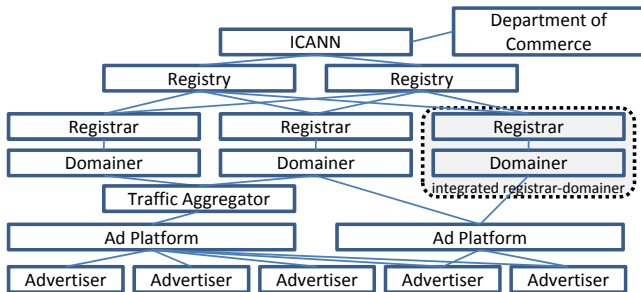 Department of
Commerce
ICANN
Registry
Registry
Registrar
Registrar
Registrar
Domainer
Domainer
Domainer
integrated registrar-domainer
Traffic Aggregator
Ad Platform
Ad Platform
Advertiser
Advertiser
Advertiser
Advertiser
Advertiser